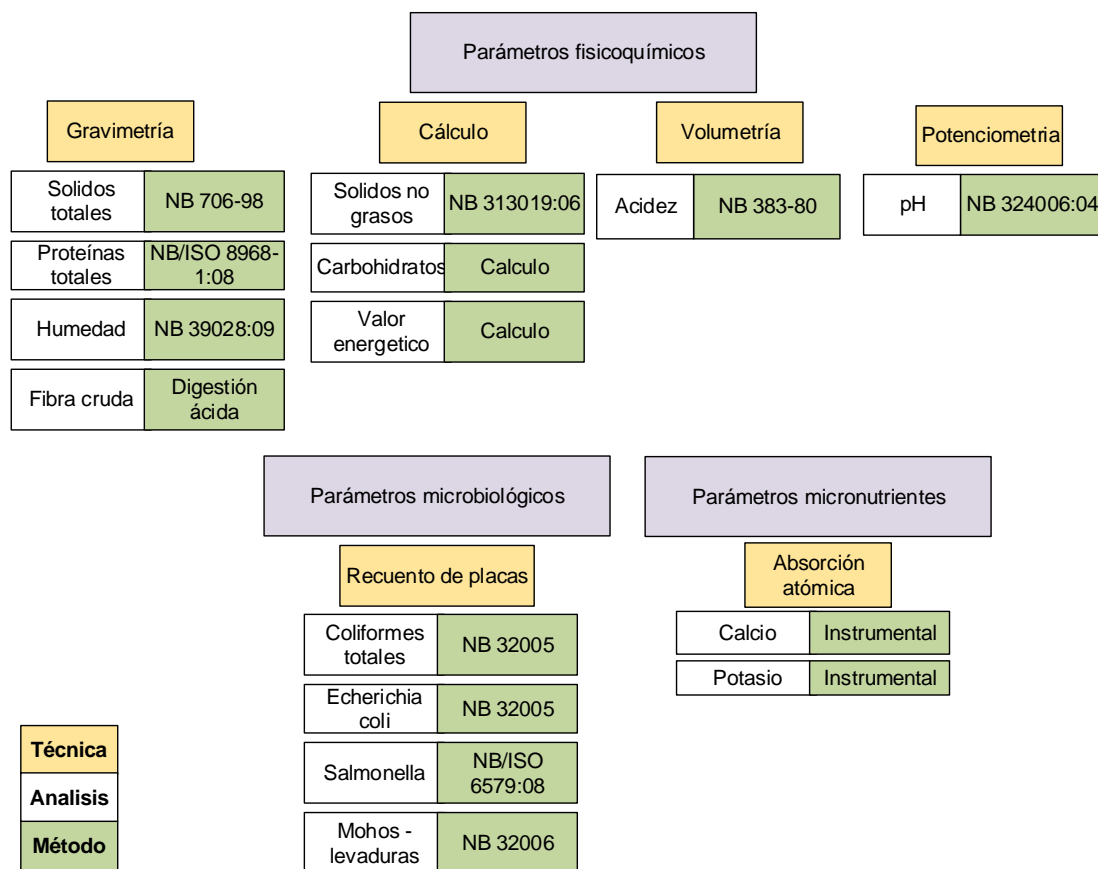 Parámetros fisicoquímicos
Gravimetría
Cálculo
Volumetría
Potenciometria
Solidos
totales
NB 706-98
Proteínas
totales
NB/ISO 8968-
1:08
Humedad
NB 39028:09
Fibra cruda
Digestión
ácida
Solidos no
grasos
NB 313019:06
Carbohidratos
Calculo
Valor
energetico
Calculo
Acidez
NB 383-80
pH
NB 324006:04
Parámetros microbiológicos
Recuento de placas
Coliformes
totales
NB 32005
Echerichia
coli
NB 32005
Salmonella
NB/ISO
6579:08
Mohos -
levaduras
NB 32006
Parámetros micronutrientes
Absorción
atómica
Calcio
Instrumental
Potasio
Instrumental
Técnica
Analisis
Método